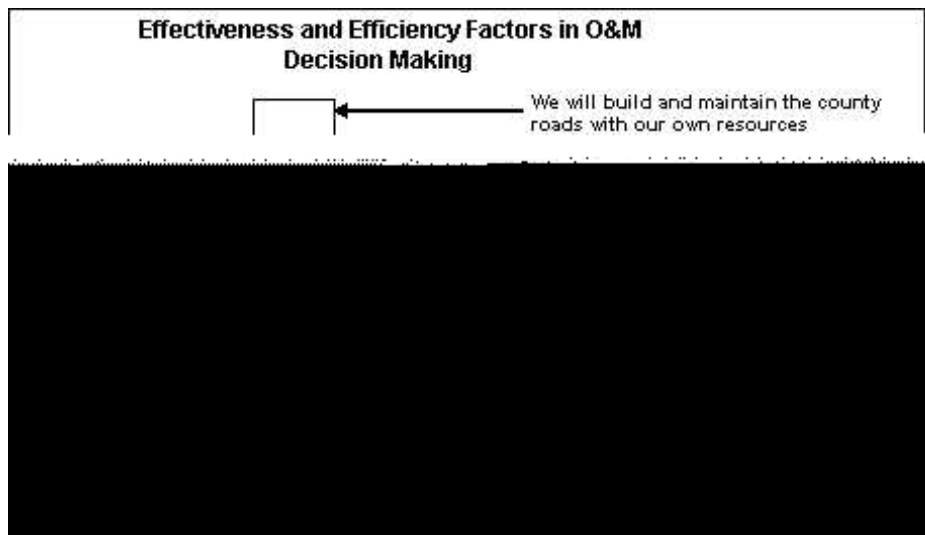 Effectiveness and Efficiency Factors in O&M
Decision Making
We will build and maintain the county
roads with our own resources